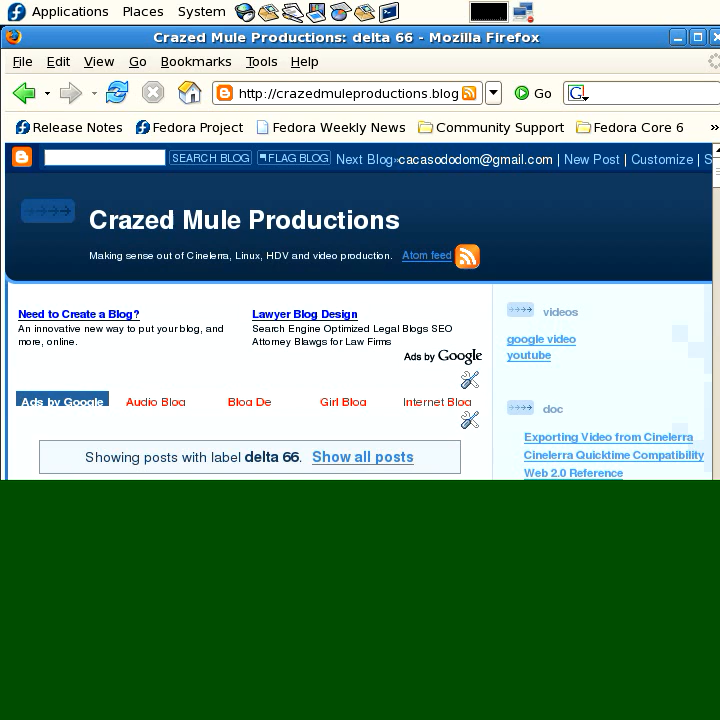 Applications Places System
Crazed Mule Productions: delta 66 - Mozilla Firefox
File Edit View Go Bookmarks Tools Help
http://crazedmuleproductions.blog Go G
Release Notes Fedora Project Fedora Weekly News Community Support Fedora Core 6 »
SEARCH BLOG FLAG BLOG Next Blog» cacasododom@gmail.com | New Post | Customize | S
Crazed Mule Productions
Making sense out of Cinelerra, Linux, HDV and video production. Atom feed
Need to Create a Blog?
An innovative new way to put your blog, and
more, online.
Lawyer Blog Design
Search Engine Optimized Legal Blogs SEO
Attorney Blawgs for Law Firms
Ads by Google
Ads by Google Audio Blog Blog De Girl Blog Internet Blog
Showing posts with label delta 66. Show all posts
videos
google video
youtube
doc
Exporting Video from Cinelerra
Cinelerra Quicktime Compatibility
Web 2.0 Reference